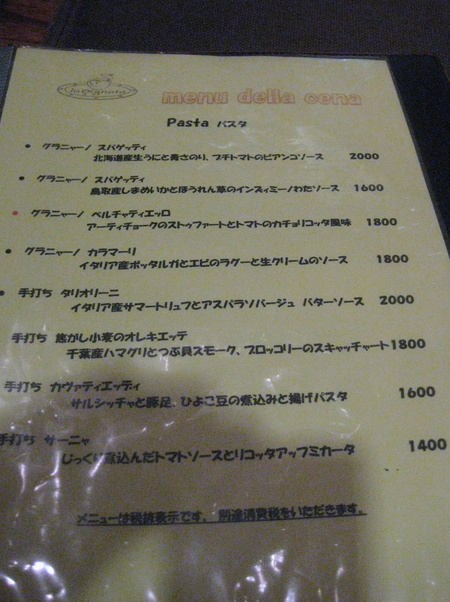 menu della cena
Pasta パスタ
● グラニャーノ スパゲッティ
北海道産生うにと青さのり、プチトマトのビアンコソース 2000
● グラニャーノ スパゲッティ
鳥取産しまめいかとほうれん草のインズィミーノわたソース 1600
● グラニャーノ ペルチャティエッロ
アーティチョークのストゥファートとトマトのカチョリコッタ風味 1800
● グラニャーノ カラマーリ
イタリア産ボッタルガとエビのラグーと生クリームのソース 1800
● 手打ち タリオリーニ
イタリア産サマートリュフとアスパラソバージュ バターソース 2000
手打ち 焦がし小麦のオレキエッテ
千葉産ハマグリとつぶ貝スモーク、ブロッコリーのスキャッチャート 1800
手打ち カヴァティエッディ
サルシッチャと豚足、ひよこ豆の煮込みと揚げパスタ 1600
手打ち サーニャ
じっくり煮込んだトマトソースとリコッタアッフミカータ 1400
メニューは税抜表示です。 別途消費税をいただきます。